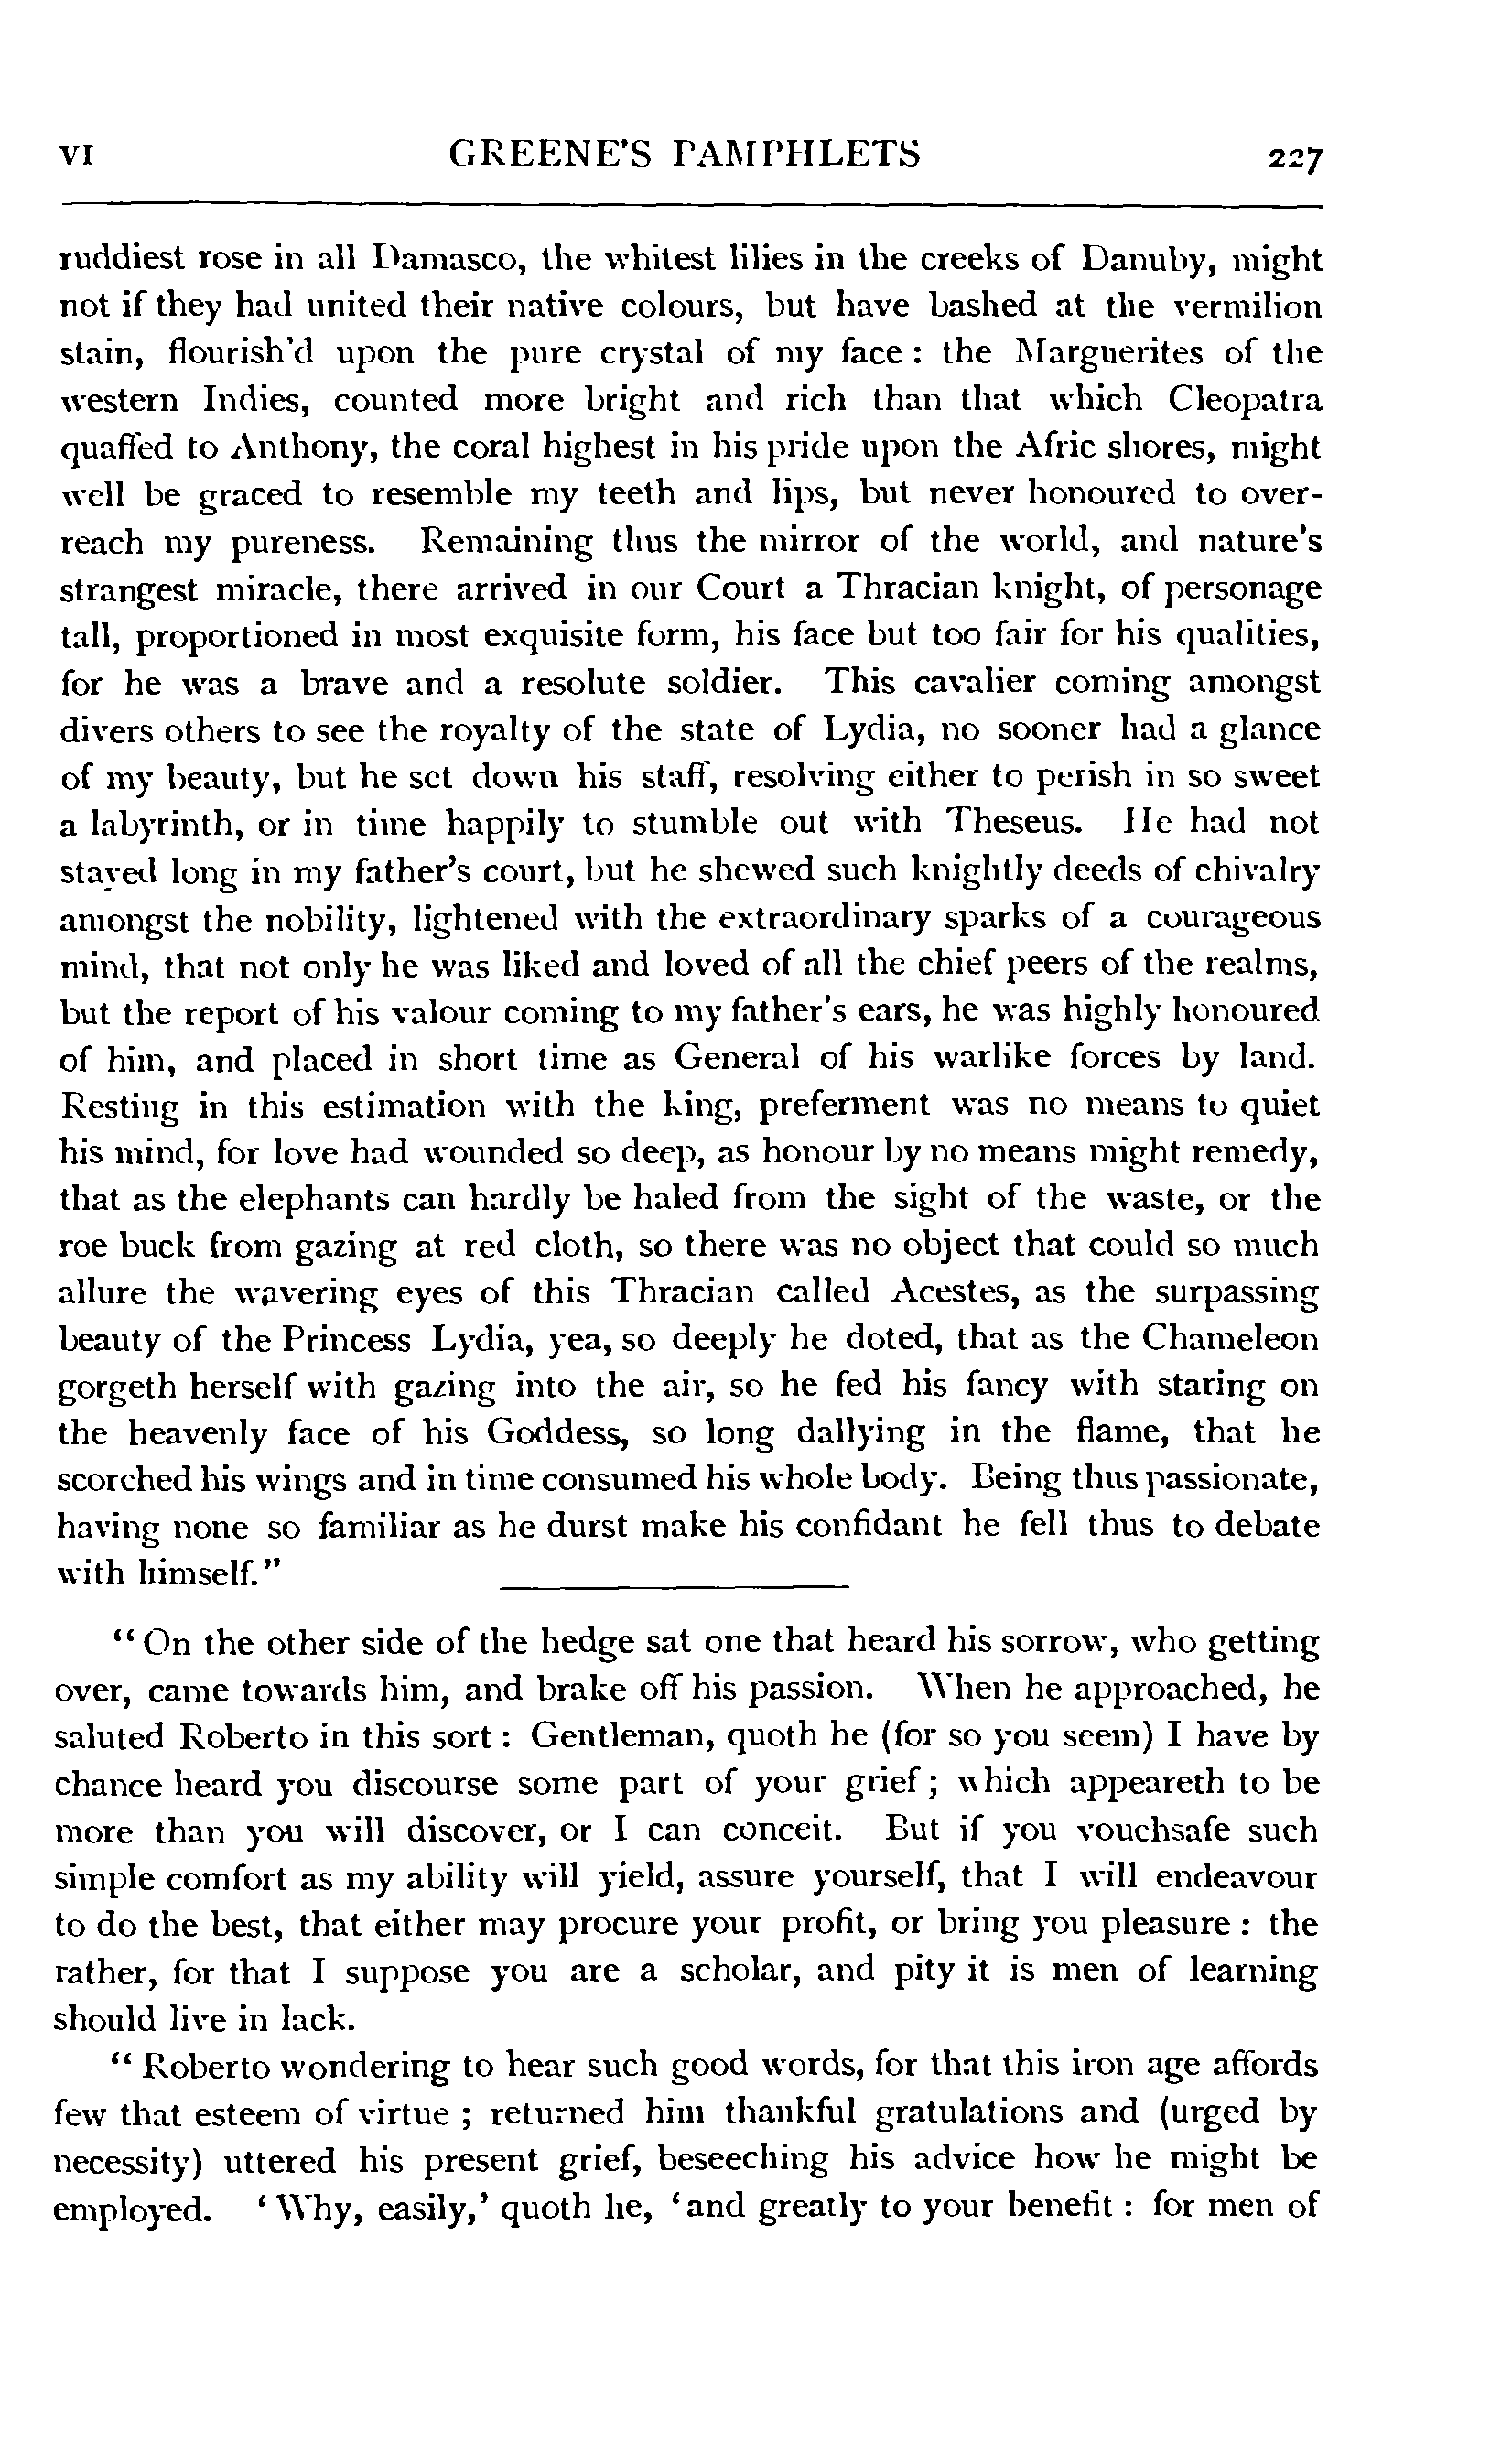 VI GREENE'S PAMPHLETS 227
ruddiest rose in all Damasco, the whitest lilies in the creeks of Danuby, might
not if they had united their native colours, but have bashed at the vermilion
stain, flourish'd upon the pure crystal of my face : the Marguerites of the
western Indies, counted more bright and rich than that which Cleopatra
quaffed to Anthony, the coral highest in his pride upon the Afric shores, might
well be graced to resemble my teeth and lips, but never honoured to over-
reach my pureness. Remaining thus the mirror of the world, and nature's
strangest miracle, there arrived in our Court a Thracian knight, of personage
tall, proportioned in most exquisite form, his face but too fair for his qualities,
for he was a brave and a resolute soldier. This cavalier coming amongst
divers others to see the royalty of the state of Lydia, no sooner had a glance
of my beauty, but he set down his staff, resolving either to perish in so sweet
a labyrinth, or in time happily to stumble out with Theseus. He had not
stayed long in my father's court, but he shewed such knightly deeds of chivalry
amongst the nobility, lightened with the extraordinary sparks of a courageous
mind, that not only he was liked and loved of all the chief peers of the realms,
but the report of his valour coming to my father's ears, he was highly honoured
of him, and placed in short time as General of his warlike forces by land.
Resting in this estimation with the king, preferment was no means to quiet
his mind, for love had wounded so deep, as honour by no means might remedy,
that as the elephants can hardly be haled from the sight of the waste, or the
roe buck from gazing at red cloth, so there was no object that could so much
allure the wavering eyes of this Thracian called Acestes, as the surpassing
beauty of the Princess Lydia, yea, so deeply he doted, that as the Chameleon
gorgeth herself with gazing into the air, so he fed his fancy with staring on
the heavenly face of his Goddess, so long dallying in the flame, that he
scorched his wings and in time consumed his whole body. Being thus passionate,
having none so familiar as he durst make his confidant he fell thus to debate
with himself."
"On the other side of the hedge sat one that heard his sorrow, who getting
over, came towards him, and brake off his passion. When he approached, he
saluted Roberto in this sort : Gentleman, quoth he (for so you seem) I have by
chance heard you discourse some part of your grief ; which appeareth to be
more than you will discover, or I can conceit. But if you vouchsafe such
simple comfort as my ability will yield, assure yourself, that I will endeavour
to do the best, that either may procure your profit, or bring you pleasure : the
rather, for that I suppose you are a scholar, and pity it is men of learning
should live in lack.
"Roberto wondering to hear such good words, for that this iron age affords
few that esteem of virtue ; returned him thankful gratulations and (urged by
necessity) uttered his present grief, beseeching his advice how he might be
employed. 'Why, easily,' quoth he, 'and greatly to your benefit : for men of